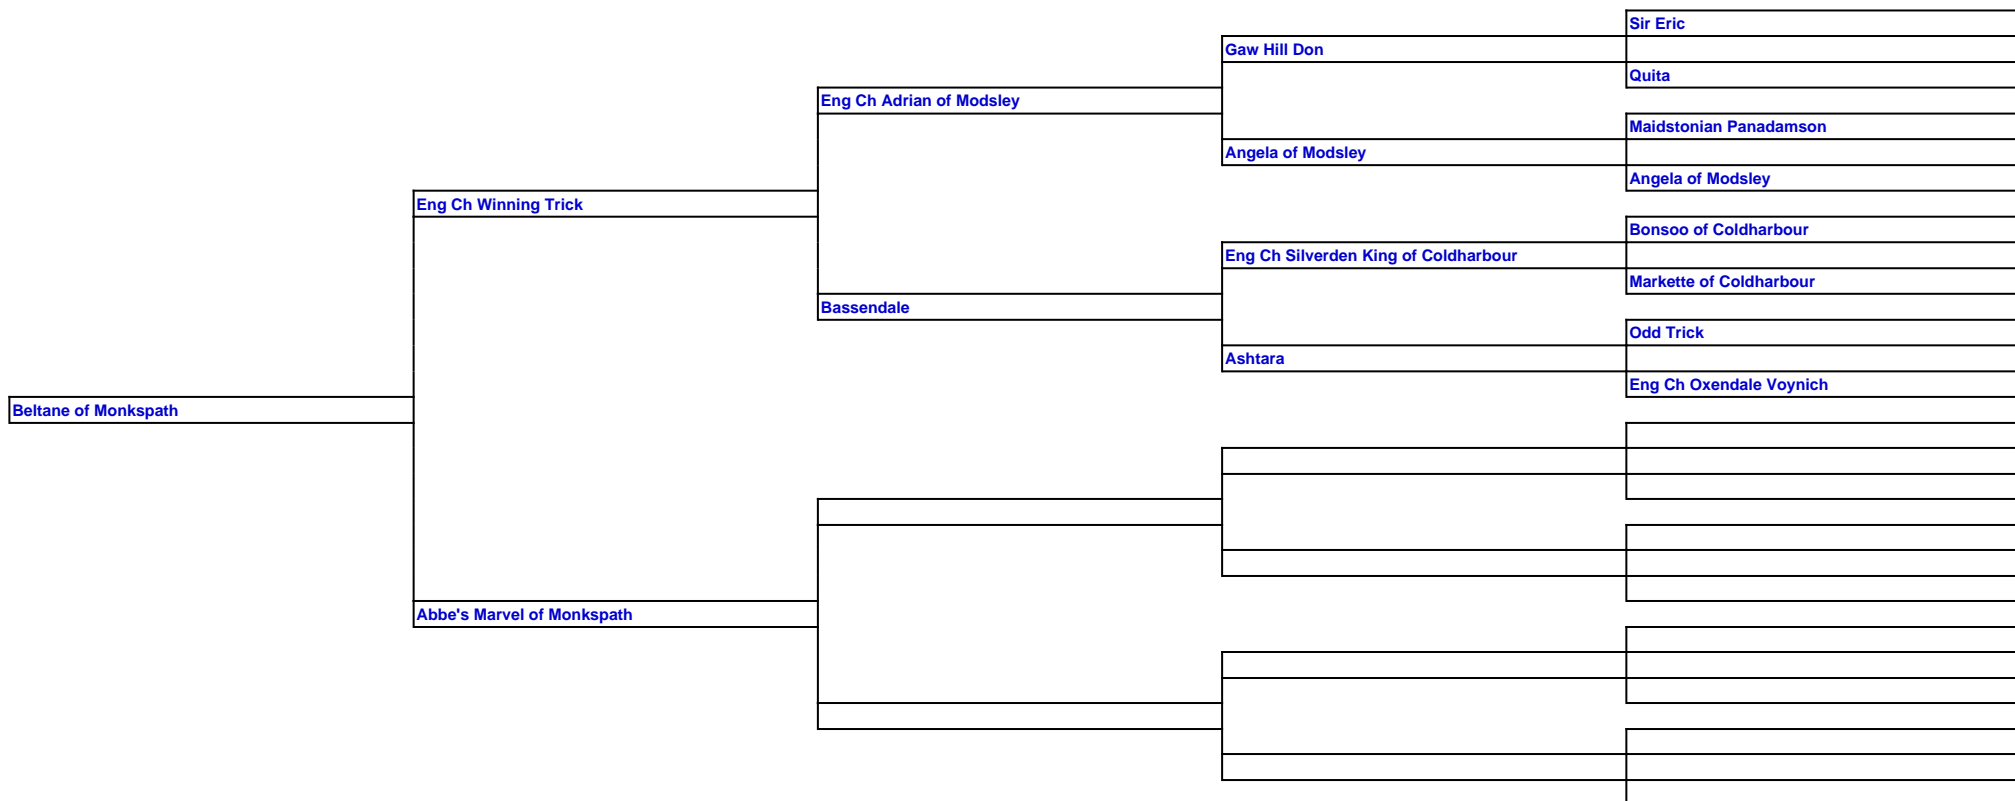 Sir Eric
Gaw Hill Don
Quita
Eng Ch Adrian of Modsley
Maidstonian Panadamson
Angela of Modsley
Angela of Modsley
Eng Ch Winning Trick
Bonsoo of Coldharbour
Eng Ch Silverden King of Coldharbour
Markette of Coldharbour
Bassendale
Odd Trick
Ashtara
Eng Ch Oxendale Voynich
Beltane of Monkspath
Abbe's Marvel of Monkspath